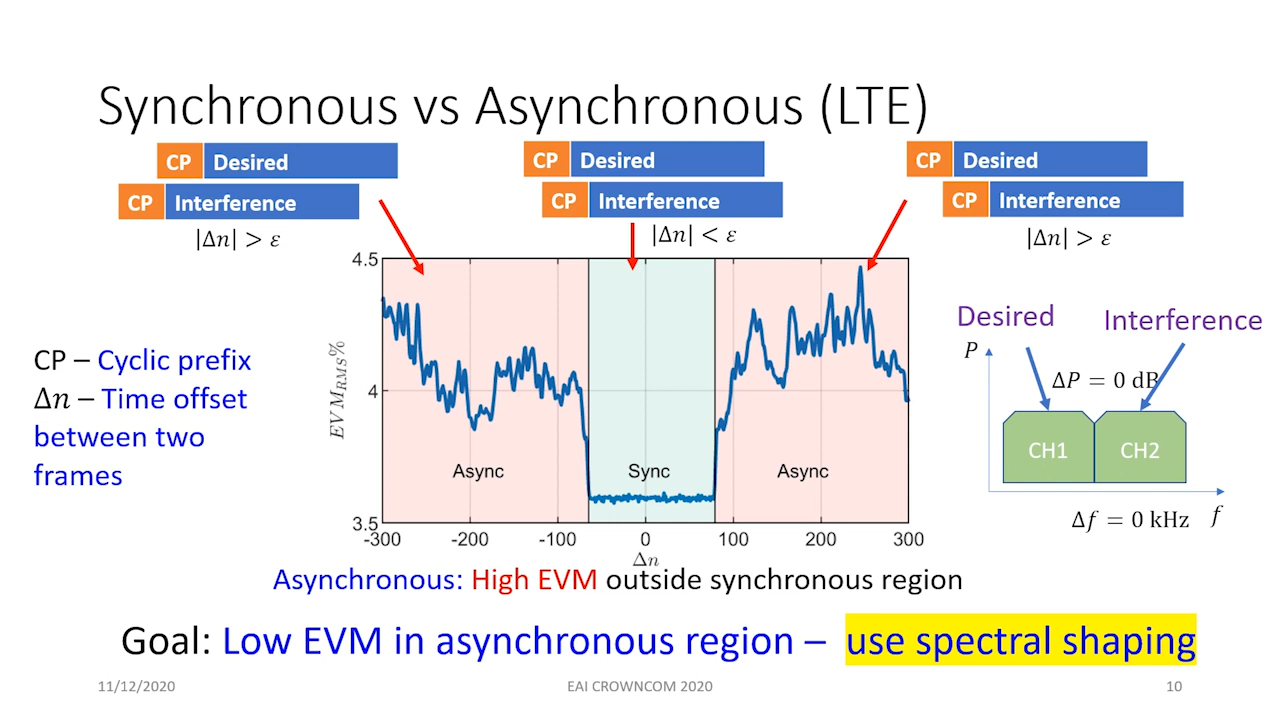 Synchronous vs Asynchronous (LTE)
CP Desired
CP Interference
|Δn| > ε
CP Desired
CP Interference
|Δn| < ε
CP Desired
CP Interference
|Δn| > ε
CP – Cyclic prefix
Δn – Time offset
between two
frames
EVM_RMS%
4.5
4
3.5
Async
Sync
Async
-300 -200 -100 0 100 200 300
Δn
Desired
Interference
P
ΔP = 0 dB
CH1 CH2
Δf = 0 kHz f
Asynchronous: High EVM outside synchronous region
Goal: Low EVM in asynchronous region – use spectral shaping
11/12/2020 EAI CROWNCOM 2020 10